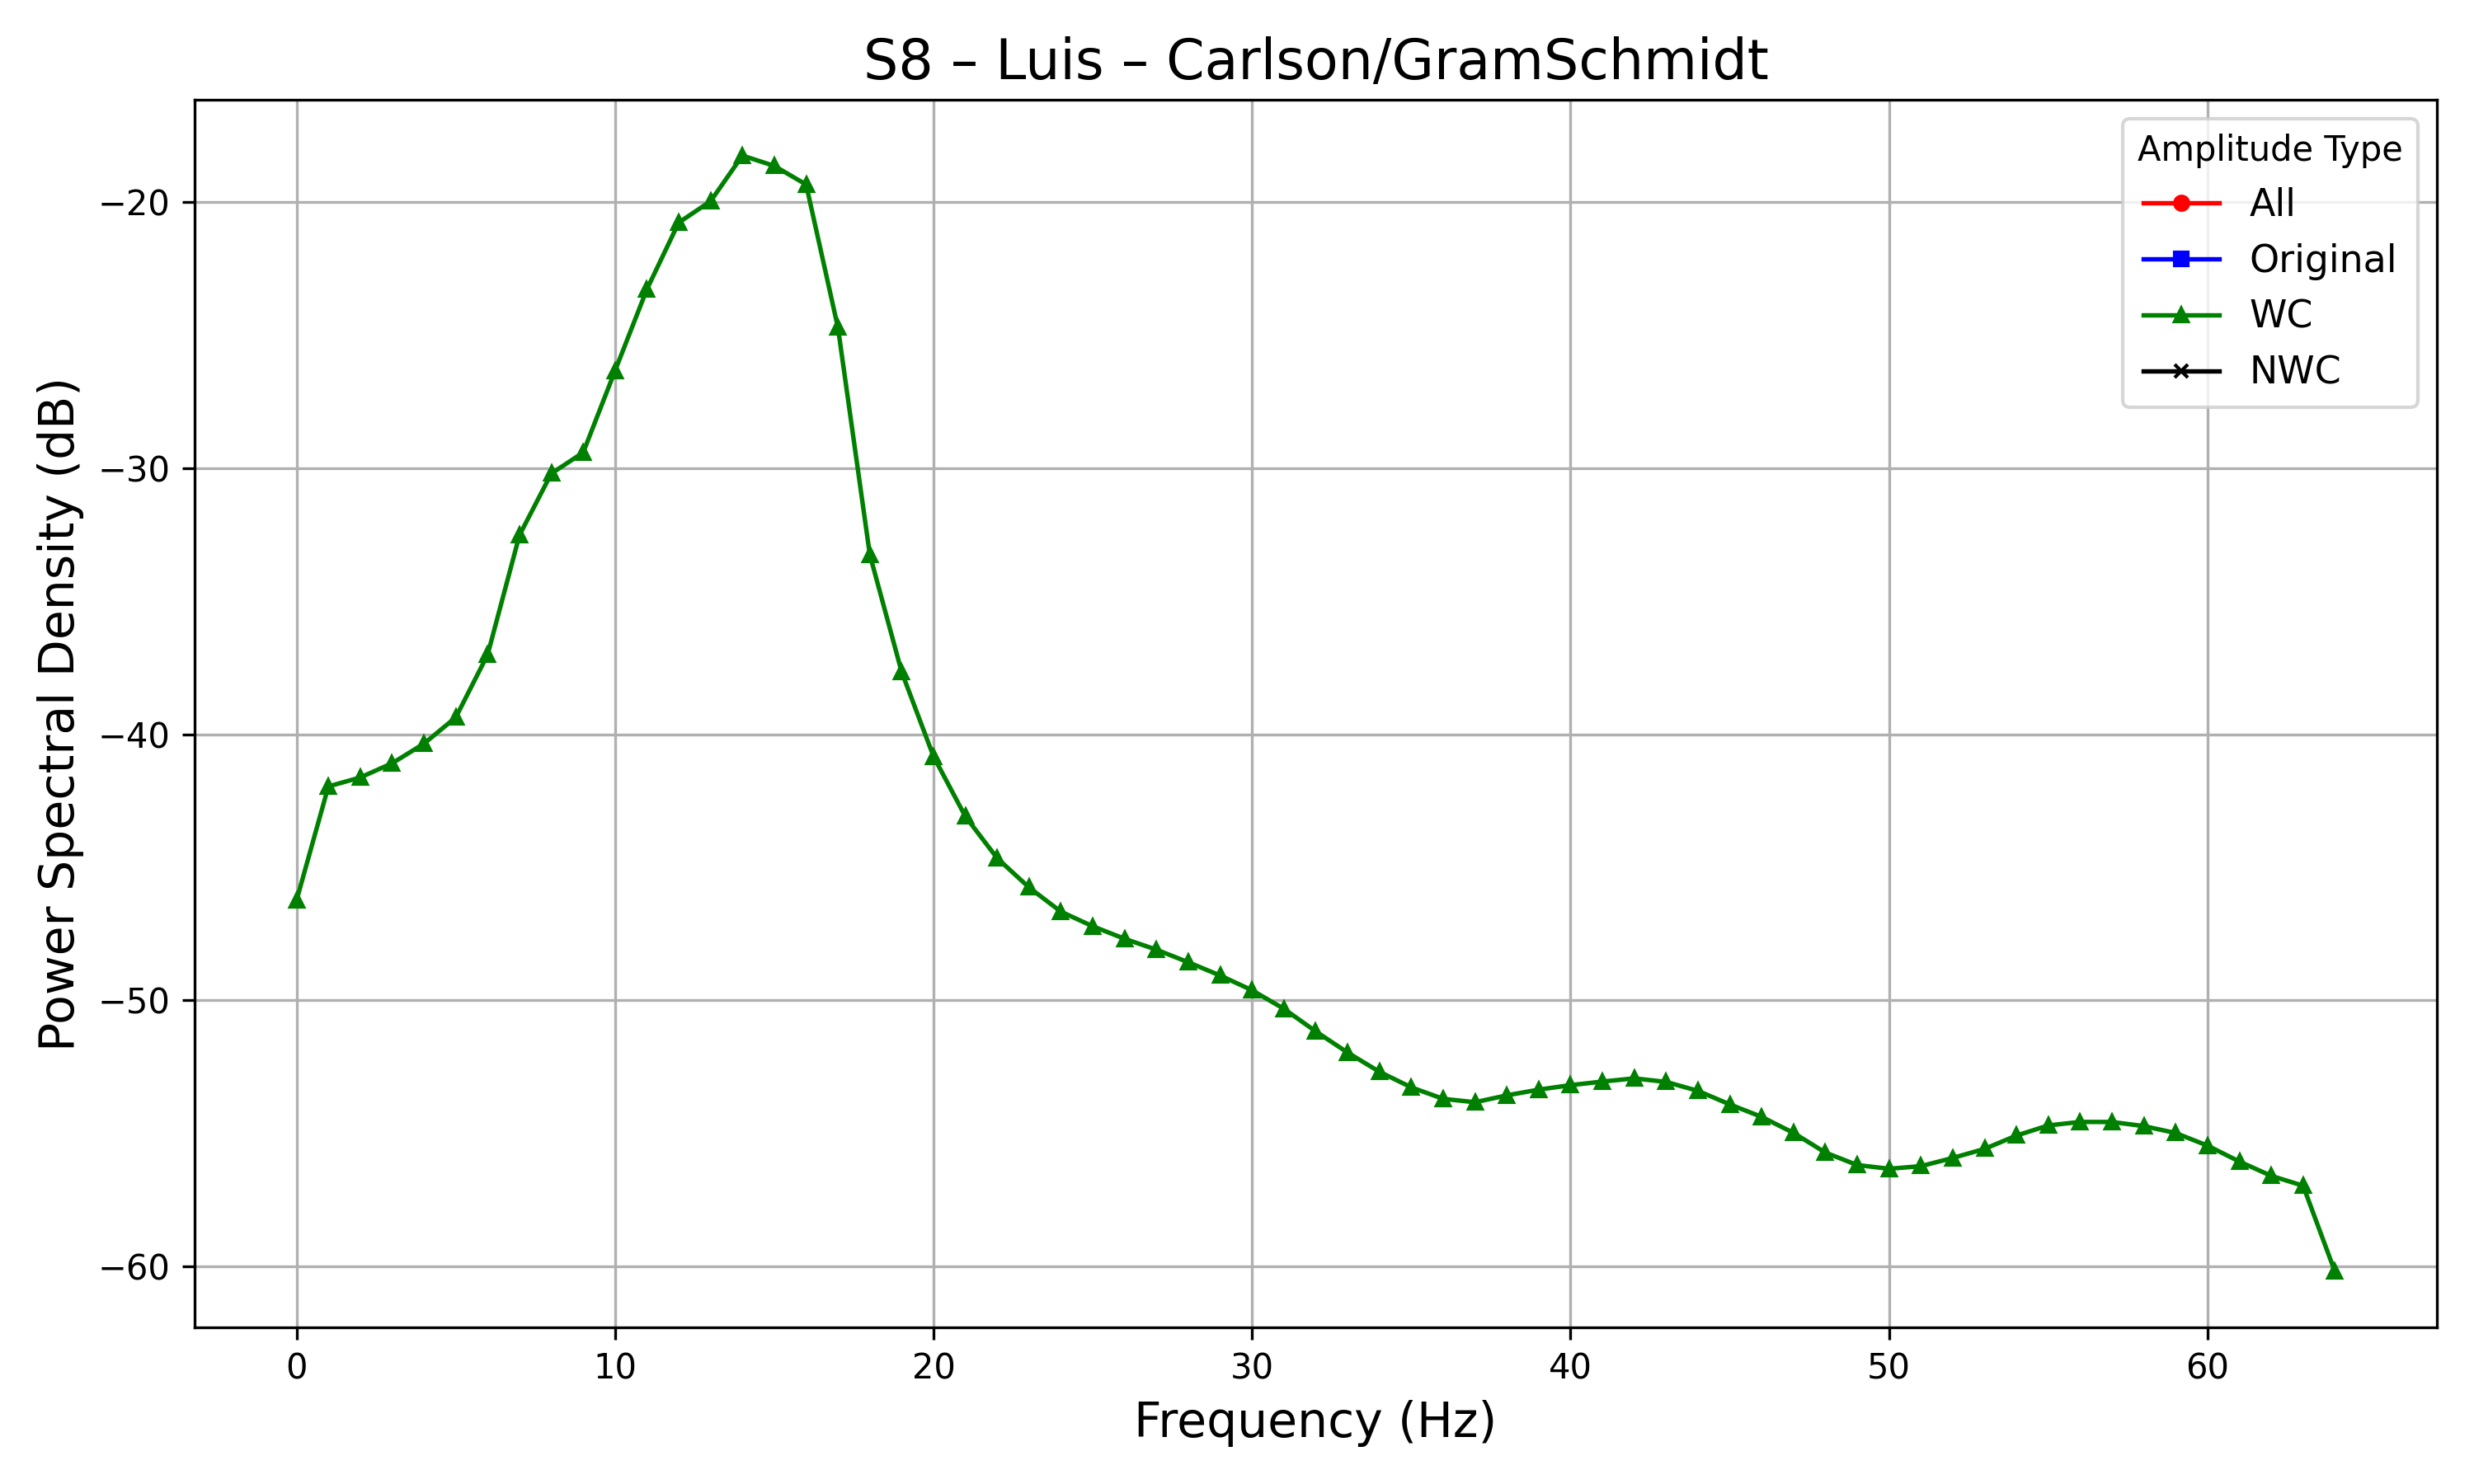 S8 – Luis – Carlson/GramSchmidt
Amplitude Type
All
Original
WC
NWC
Power Spectral Density (dB)
−20
−30
−40
−50
−60
0 10 20 30 40 50 60
Frequency (Hz)